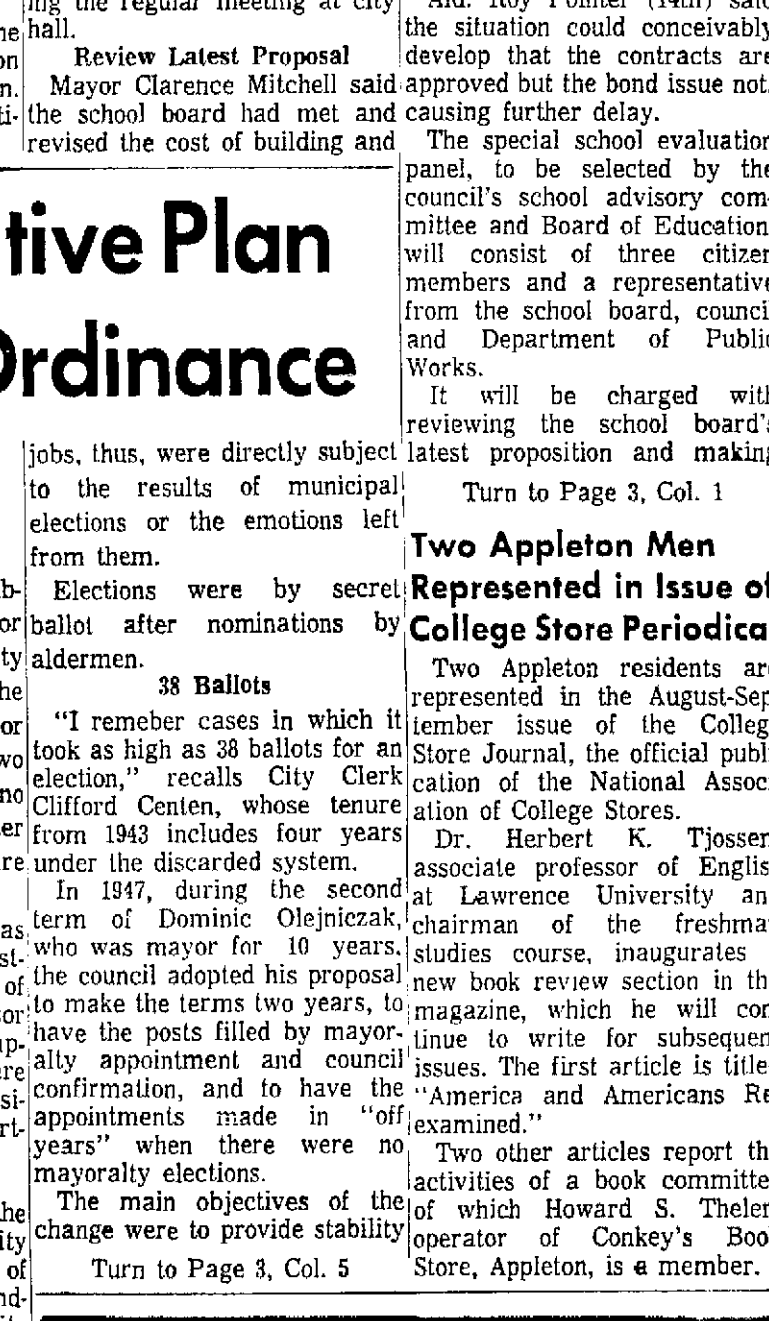 ing the regular meeting at city
hall.
Review Latest Proposal
Mayor Clarence Mitchell said
the school board had met and
revised the cost of building and
tive Plan
Ordinance
jobs, thus, were directly subject
to the results of municipal
elections or the emotions left
from them.
Elections were by secret
ballot after nominations by
aldermen.
38 Ballots
"I remeber cases in which it
took as high as 38 ballots for an
election," recalls City Clerk
Clifford Centen, whose tenure
from 1943 includes four years
under the discarded system.
In 1947, during the second
term of Dominic Olejniczak,
who was mayor for 10 years,
the council adopted his proposal
to make the terms two years, to
have the posts filled by mayor-
alty appointment and council
confirmation, and to have the
appointments made in "off
years" when there were no
mayoralty elections.
The main objectives of the
change were to provide stability
Turn to Page 3, Col. 5
the situation could conceivably
develop that the contracts are
approved but the bond issue not,
causing further delay.
The special school evaluation
panel, to be selected by the
council's school advisory com-
mittee and Board of Education
will consist of three citizen
members and a representative
from the school board, council
and Department of Public
Works.
It will be charged with
reviewing the school board's
latest proposition and making
Turn to Page 3, Col. 1
Two Appleton Men
Represented in Issue of
College Store Periodica
Two Appleton residents are
represented in the August-Sep
tember issue of the Colleg
Store Journal, the official publi
cation of the National Associ
ation of College Stores.
Dr. Herbert K. Tjossem
associate professor of Englis
at Lawrence University an
chairman of the freshma
studies course, inaugurates
new book review section in th
magazine, which he will con
tinue to write for subsequen
issues. The first article is title
"America and Americans Re
examined."
Two other articles report th
activities of a book committe
of which Howard S. Thelen
operator of Conkey's Boo
Store, Appleton, is a member.